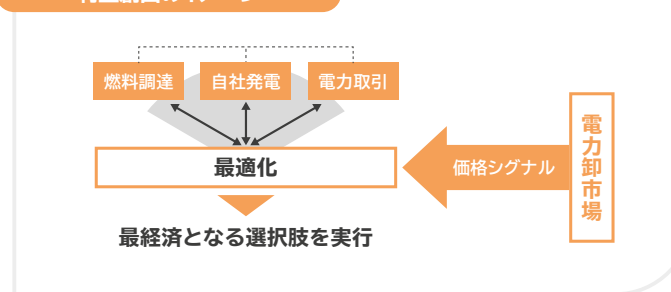 燃料調達
自社発電
電力取引
最適化
価格シグナル
電力卸市場
最経済となる選択肢を実行